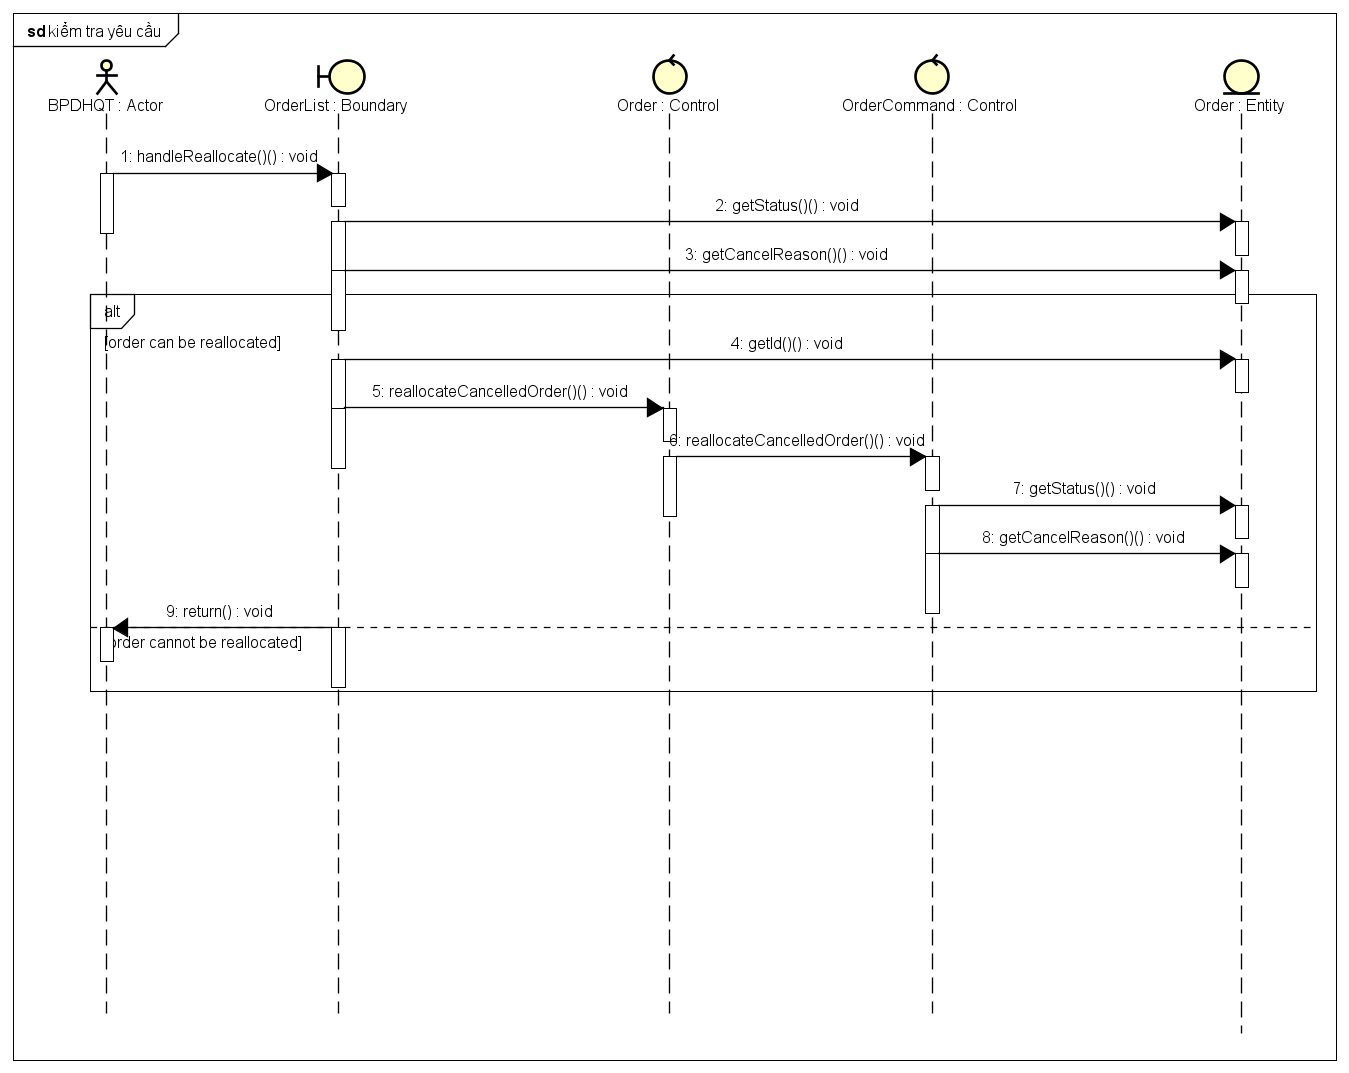 sd kiểm tra yêu cầu
BPDHQT : Actor
OrderList : Boundary
Order : Control
OrderCommand : Control
Order : Entity
1: handleReallocate()() : void
2: getStatus()() : void
3: getCancelReason()() : void
alt
[order can be reallocated]
4: getId()() : void
5: reallocateCancelledOrder()() : void
6: reallocateCancelledOrder()() : void
7: getStatus()() : void
8: getCancelReason()() : void
9: return() : void
[order cannot be reallocated]